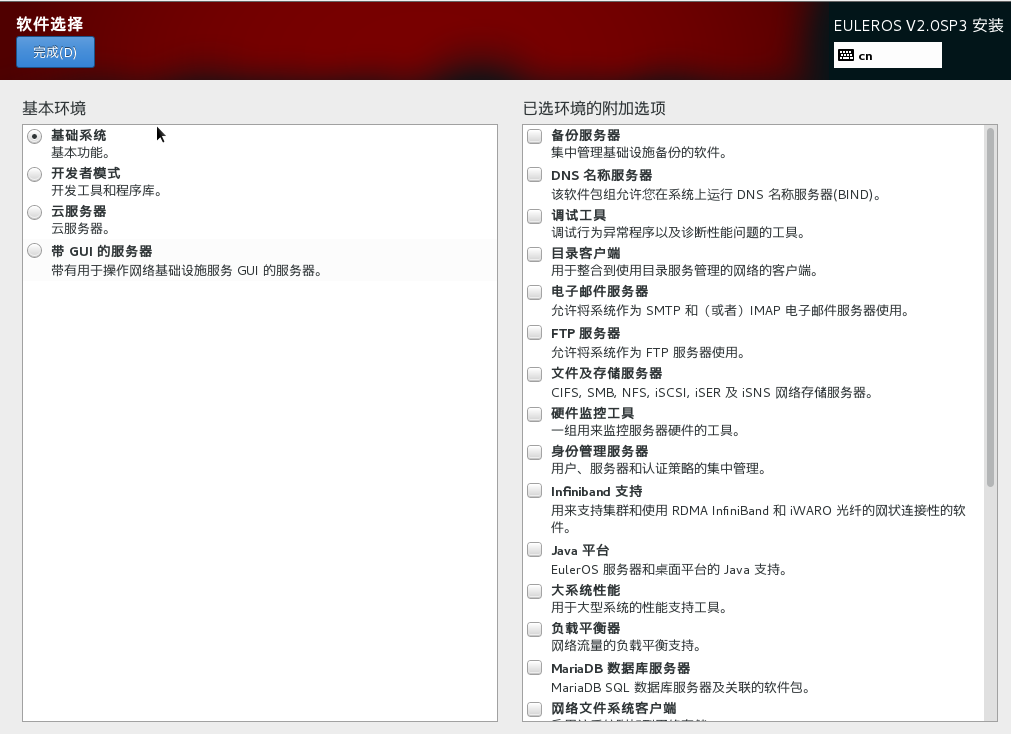 软件选择
完成(D)
EULEROS V2.0SP3 安装
cn
基本环境
基础系统
基本功能。
开发者模式
开发工具和程序库。
云服务器
云服务器。
带 GUI 的服务器
带有用于操作网络基础设施服务 GUI 的服务器。
已选环境的附加选项
备份服务器
集中管理基础设施备份的软件。
DNS 名称服务器
该软件包组允许您在系统上运行 DNS 名称服务器(BIND)。
调试工具
调试行为异常程序以及诊断性能问题的工具。
目录客户端
用于整合到使用目录服务管理的网络的客户端。
电子邮件服务器
允许将系统作为 SMTP 和（或者）IMAP 电子邮件服务器使用。
FTP 服务器
允许将系统作为 FTP 服务器使用。
文件及存储服务器
CIFS, SMB, NFS, iSCSI, iSER 及 iSNS 网络存储服务器。
硬件监控工具
一组用来监控服务器硬件的工具。
身份管理服务器
用户、服务器和认证策略的集中管理。
Infiniband 支持
用来支持集群和使用 RDMA InfiniBand 和 iWARO 光纤的网状连接性的软
件。
Java 平台
EulerOS 服务器和桌面平台的 Java 支持。
大系统性能
用于大型系统的性能支持工具。
负载平衡器
网络流量的负载平衡支持。
MariaDB 数据库服务器
MariaDB SQL 数据库服务器及关联的软件包。
网络文件系统客户端